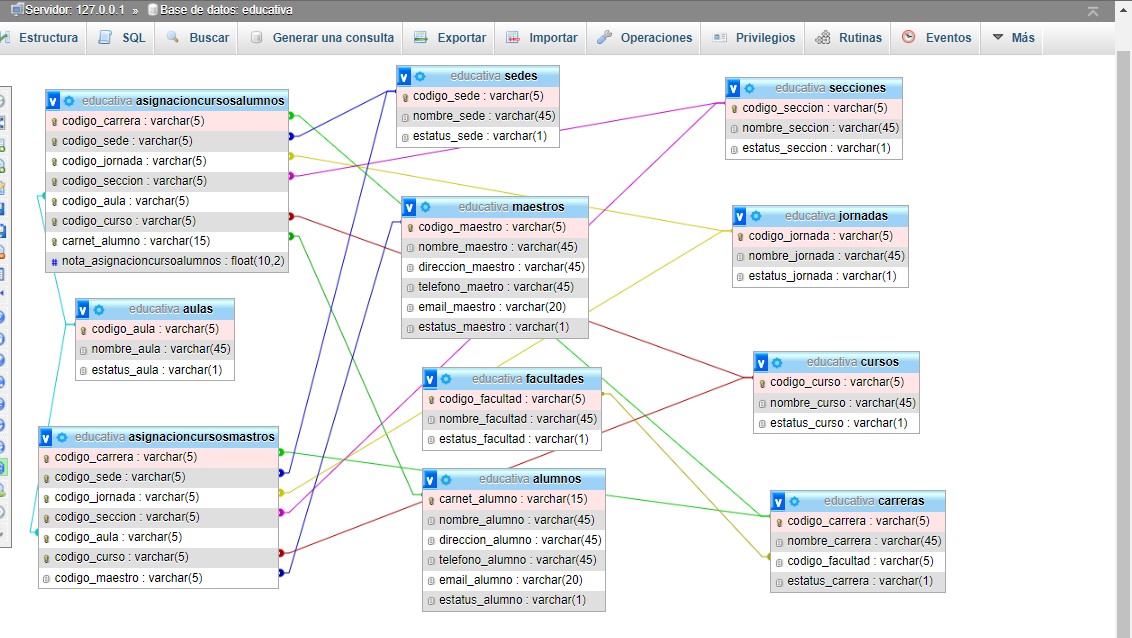 Servidor: 127.0.0.1 » Base de datos: educativa
Estructura SQL Buscar Generar una consulta Exportar Importar Operaciones Privilegios Rutinas Eventos Más
v educativa asignacioncursosalumnos
codigo_carrera : varchar(5)
codigo_sede : varchar(5)
codigo_jornada : varchar(5)
codigo_seccion : varchar(5)
codigo_aula : varchar(5)
codigo_curso : varchar(5)
carnet_alumno : varchar(15)
# nota_asignacioncursoalumnos : float(10,2)
v educativa sedes
codigo_sede : varchar(5)
nombre_sede : varchar(45)
estatus_sede : varchar(1)
v educativa secciones
codigo_seccion : varchar(5)
nombre_seccion : varchar(45)
estatus_seccion : varchar(1)
v educativa maestros
codigo_maestro : varchar(5)
nombre_maestro : varchar(45)
direccion_maestro : varchar(45)
telefono_maetro : varchar(45)
email_maestro : varchar(20)
estatus_maestro : varchar(1)
v educativa jornadas
codigo_jornada : varchar(5)
nombre_jornada : varchar(45)
estatus_jornada : varchar(1)
v educativa aulas
codigo_aula : varchar(5)
nombre_aula : varchar(45)
estatus_aula : varchar(1)
v educativa facultades
codigo_facultad : varchar(5)
nombre_facultad : varchar(45)
estatus_facultad : varchar(1)
v educativa cursos
codigo_curso : varchar(5)
nombre_curso : varchar(45)
estatus_curso : varchar(1)
v educativa asignacioncursosmastros
codigo_carrera : varchar(5)
codigo_sede : varchar(5)
codigo_jornada : varchar(5)
codigo_seccion : varchar(5)
codigo_aula : varchar(5)
codigo_curso : varchar(5)
codigo_maestro : varchar(5)
v educativa alumnos
carnet_alumno : varchar(15)
nombre_alumno : varchar(45)
direccion_alumno : varchar(45)
telefono_alumno : varchar(45)
email_alumno : varchar(20)
estatus_alumno : varchar(1)
v educativa carreras
codigo_carrera : varchar(5)
nombre_carrera : varchar(45)
codigo_facultad : varchar(5)
estatus_carrera : varchar(1)